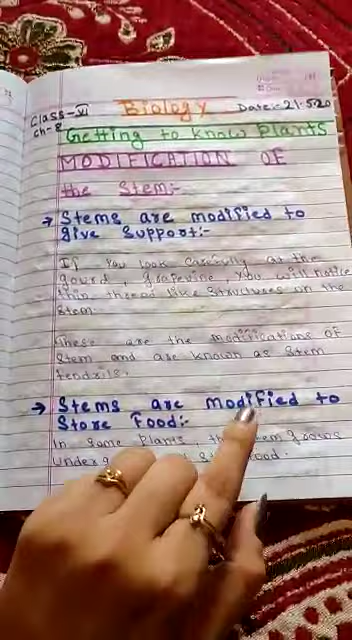 Class-VI Biology Date:-21.5.20
Ch-8
Getting to know Plants
MODIFICATION OF
the Stem:-
→ Stems are modified to
give Support:-
If you look carefully at the
gourd, grapevine, you will notice
thin thread like structures on the
stem.
These are the modifications of
stem and are known as stem
tendrils.
→ Stems are modified to
Store Food:-
In some plants the stem grows
under food.